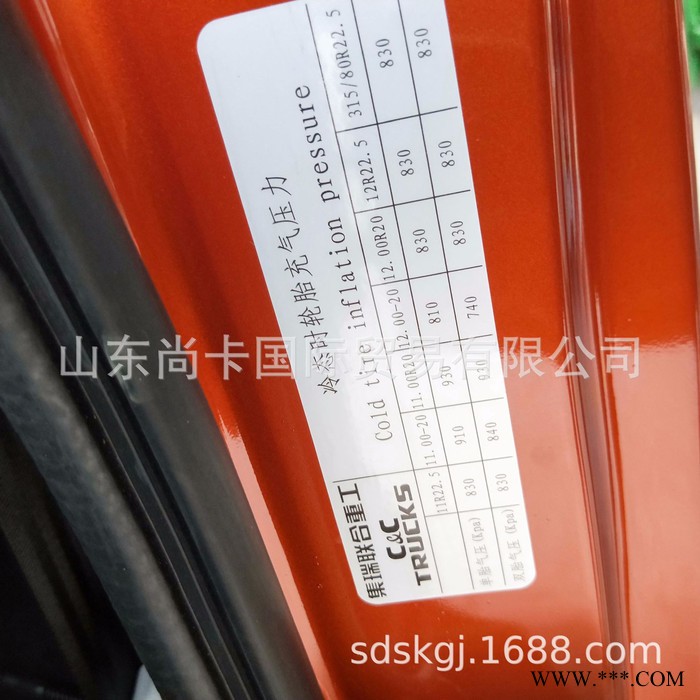 集瑞联合重工
C&C
TRUCKS
冷态时轮胎充气压力
Cold tire inflation pressure
11R22.5 11.00-20 11.00R20 12.00-20 12.00R20 12R22.5 315/80R22.5
单胎气压(Kpa) 830 910 930 810 830 830 830
双胎气压(Kpa) 830 840 930 740 830 830 830
山东尚卡国际贸易有限公司
sdskgj.1688.com
www.***.com